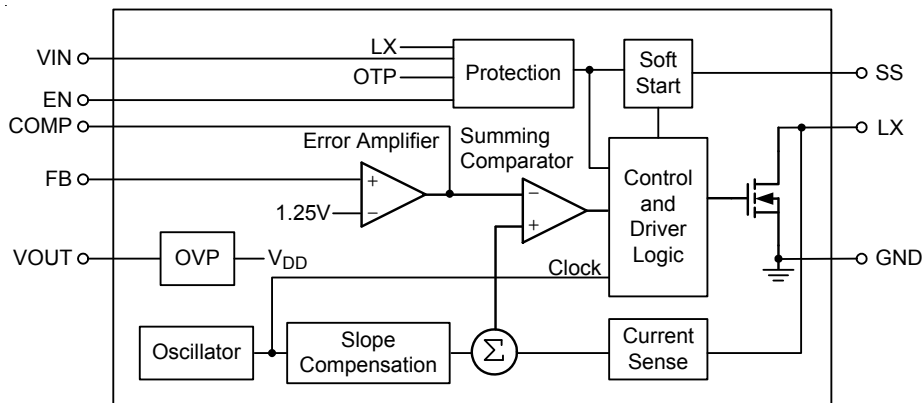 VIN
EN
COMP
FB
VOUT
LX
OTP
Protection
Soft
Start
SS
LX
GND
Error Amplifier
Summing
Comparator
+
−
1.25V
−
+
Control
and
Driver
Logic
OVP
VDD
Clock
Oscillator
Slope
Compensation
Σ
Current
Sense